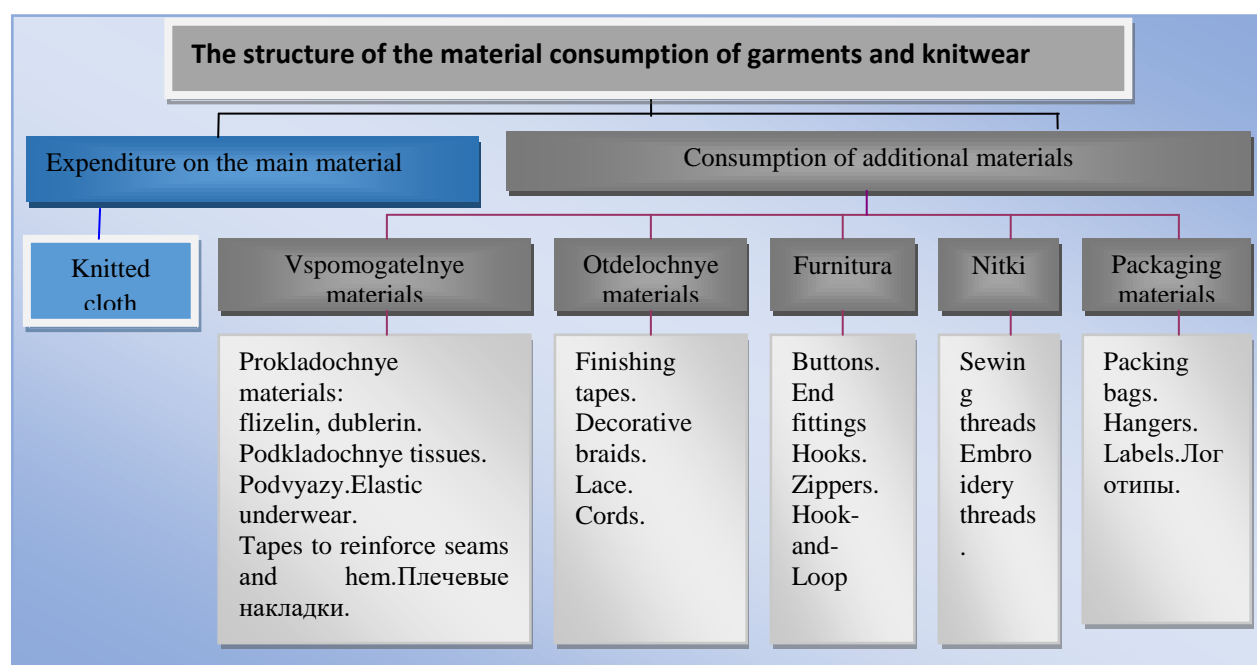 The structure of the material consumption of garments and knitwear
Expenditure on the main material
Consumption of additional materials
Knitted
cloth
Vspomogatelnye
materials
Otdelochnye
materials
Furnitura
Nitki
Packaging
materials
Prokladochnye
materials:
flizelin, dublerin.
Podkladochnye tissues.
Podvyazy.Elastic
underwear.
Tapes to reinforce seams
and hem.Плечевые
накладки.
Finishing
tapes.
Decorative
braids.
Lace.
Cords.
Buttons.
End
fittings
Hooks.
Zippers.
Hook-
and-
Loop
Sewin
g
threads
Embro
idery
threads
.
Packing
bags.
Hangers.
Labels.Лог
отипы.